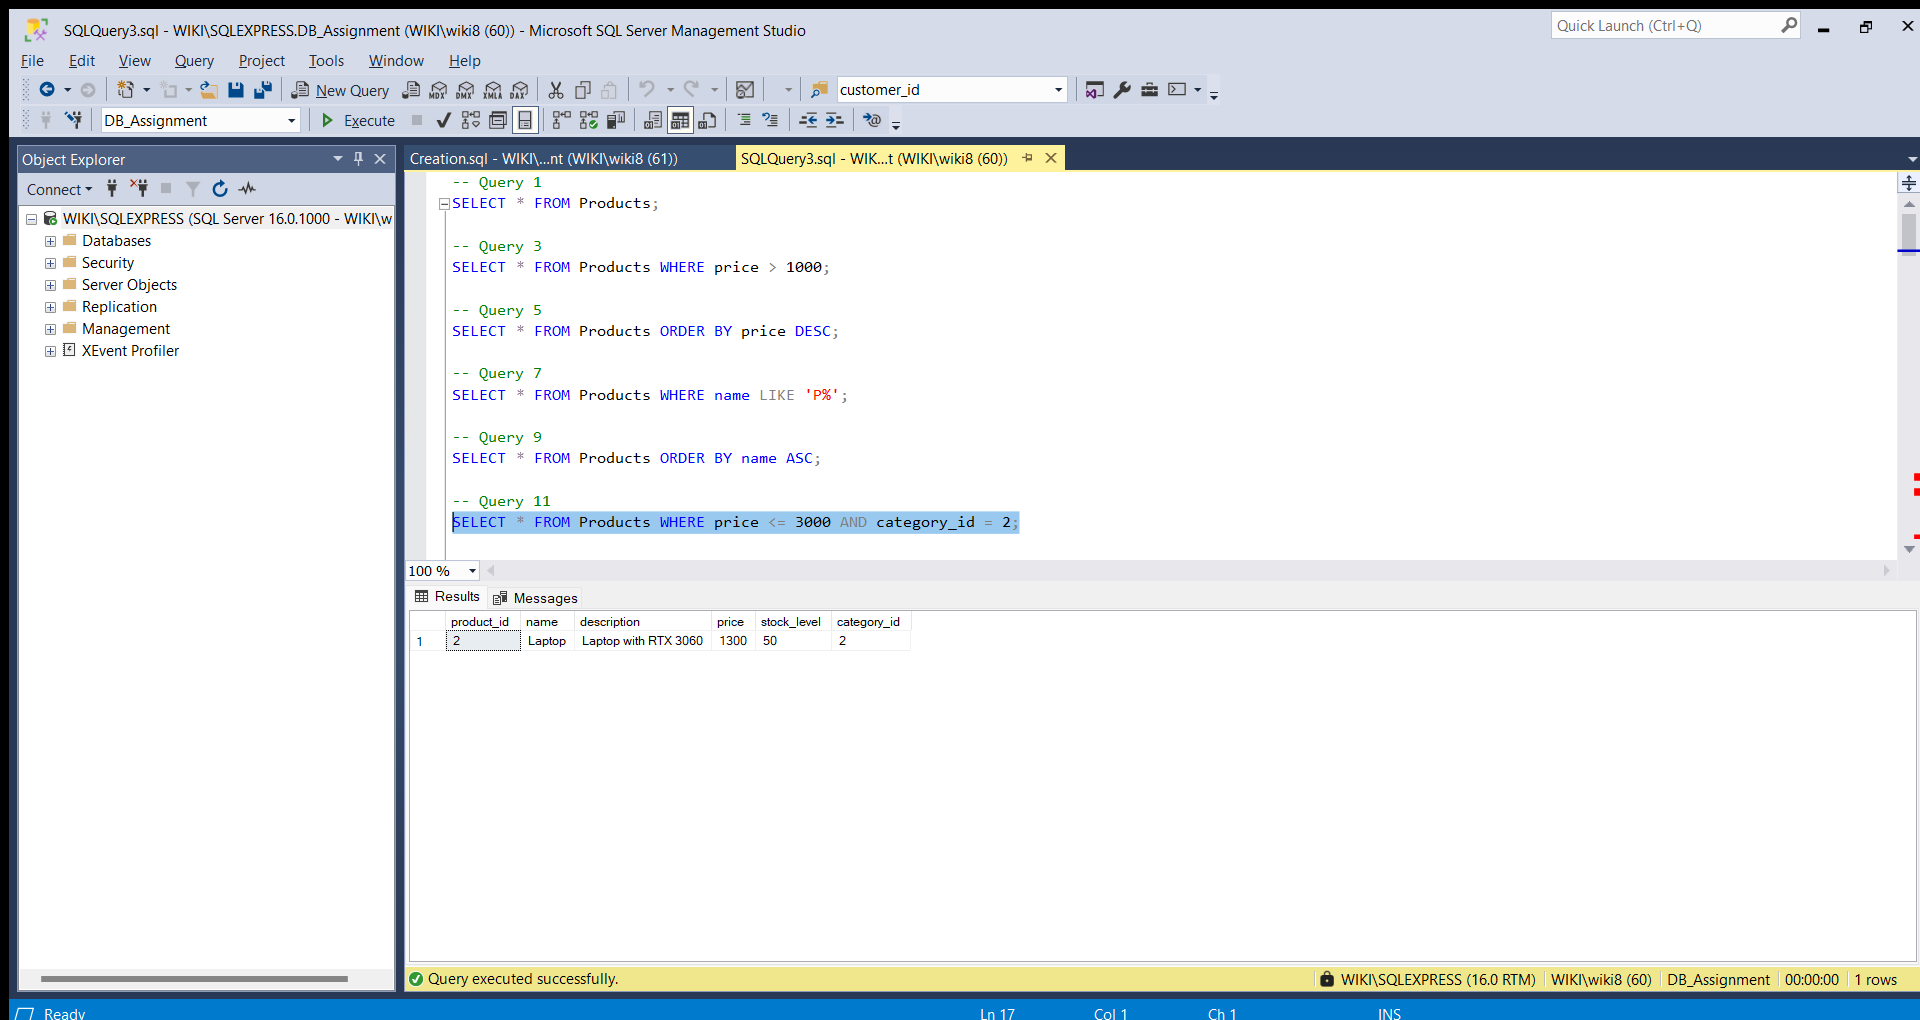 SQLQuery3.sql - WIKI\SQLEXPRESS.DB_Assignment (WIKI\wiki8 (60)) - Microsoft SQL Server Management Studio
Quick Launch (Ctrl+Q)
File Edit View Query Project Tools Window Help
New Query MDX DMX XMLA DAX customer_id
DB_Assignment Execute
Object Explorer
Creation.sql - WIKI\...nt (WIKI\wiki8 (61))
SQLQuery3.sql - WIK...t (WIKI\wiki8 (60))
Connect
WIKI\SQLEXPRESS (SQL Server 16.0.1000 - WIKI\w
Databases
Security
Server Objects
Replication
Management
XEvent Profiler
-- Query 1
SELECT * FROM Products;
-- Query 3
SELECT * FROM Products WHERE price > 1000;
-- Query 5
SELECT * FROM Products ORDER BY price DESC;
-- Query 7
SELECT * FROM Products WHERE name LIKE 'P%';
-- Query 9
SELECT * FROM Products ORDER BY name ASC;
-- Query 11
SELECT * FROM Products WHERE price <= 3000 AND category_id = 2;
100 %
Results Messages
product_id name description price stock_level category_id
1 2 Laptop Laptop with RTX 3060 1300 50 2
Query executed successfully.
WIKI\SQLEXPRESS (16.0 RTM) WIKI\wiki8 (60) DB_Assignment 00:00:00 1 rows
Ready Ln 17 Col 1 Ch 1 INS